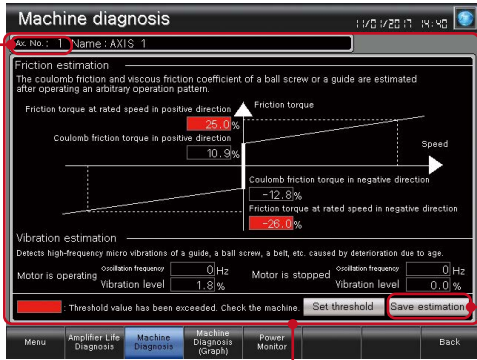 Machine diagnosis
11/01/2017 14:40
Ax. No.: 1 Name : AXIS 1
Friction estimation
The coulomb friction and viscous friction coefficient of a ball screw or a guide are estimated
after operating an arbitrary operation pattern.
Friction torque at rated speed in positive direction
Friction torque
25.0 %
Coulomb friction torque in positive direction
Speed
10.9 %
Coulomb friction torque in negative direction
-12.8 %
Friction torque at rated speed in negative direction
-26.0 %
Vibration estimation
Detects high-frequency micro vibrations of a guide, a ball screw, a belt, etc. caused by deterioration due to age.
Motor is operating Oscillation frequency 0 Hz Motor is stopped Oscillation frequency 0 Hz
Vibration level 1.8 % Vibration level 0.0 %
: Threshold value has been exceeded. Check the machine. Set threshold Save estimation
Menu Amplifier Life Diagnosis Machine Diagnosis Machine Diagnosis (Graph) Power Monitor Back